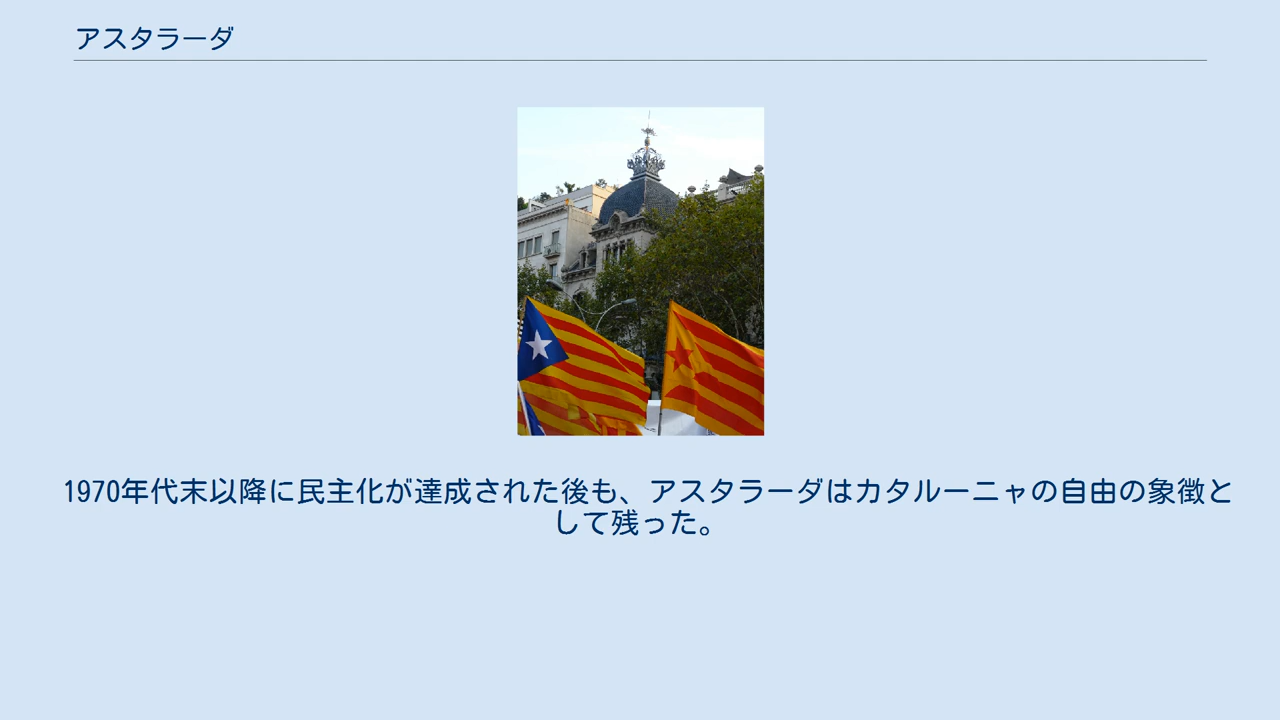 アスタラーダ
1970年代末以降に民主化が達成された後も、アスタラーダはカタルーニャの自由の象徴と
して残った。